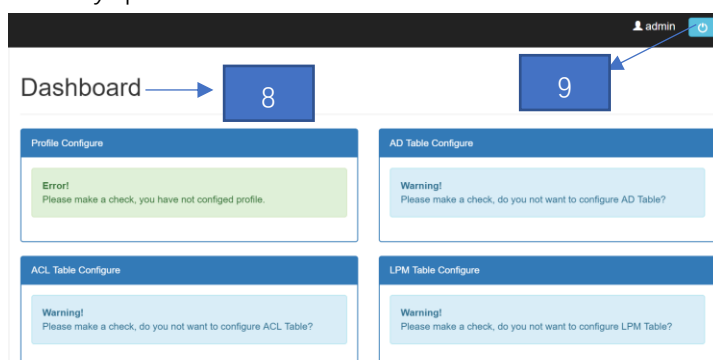 admin
Dashboard
8
9
Profile Configure
AD Table Configure
Error!
Please make a check, you have not configed profile.
Warning!
Please make a check, do you not want to configure AD Table?
ACL Table Configure
LPM Table Configure
Warning!
Please make a check, do you not want to configure ACL Table?
Warning!
Please make a check, do you not want to configure LPM Table?